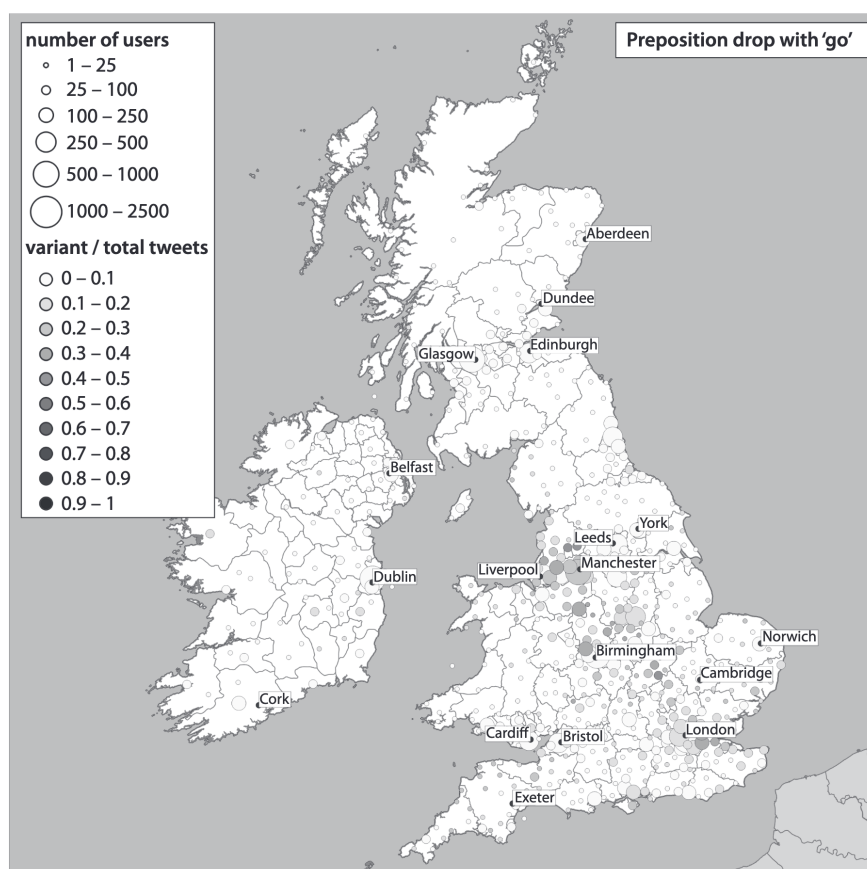 number of users
1 – 25
25 – 100
100 – 250
250 – 500
500 – 1000
1000 – 2500
variant / total tweets
0 – 0.1
0.1 – 0.2
0.2 – 0.3
0.3 – 0.4
0.4 – 0.5
0.5 – 0.6
0.6 – 0.7
0.7 – 0.8
0.8 – 0.9
0.9 – 1
Preposition drop with ‘go’
Aberdeen
Dundee
Edinburgh
Glasgow
Belfast
York
Leeds
Manchester
Liverpool
Dublin
Norwich
Birmingham
Cambridge
Cork
London
Cardiff
Bristol
Exeter